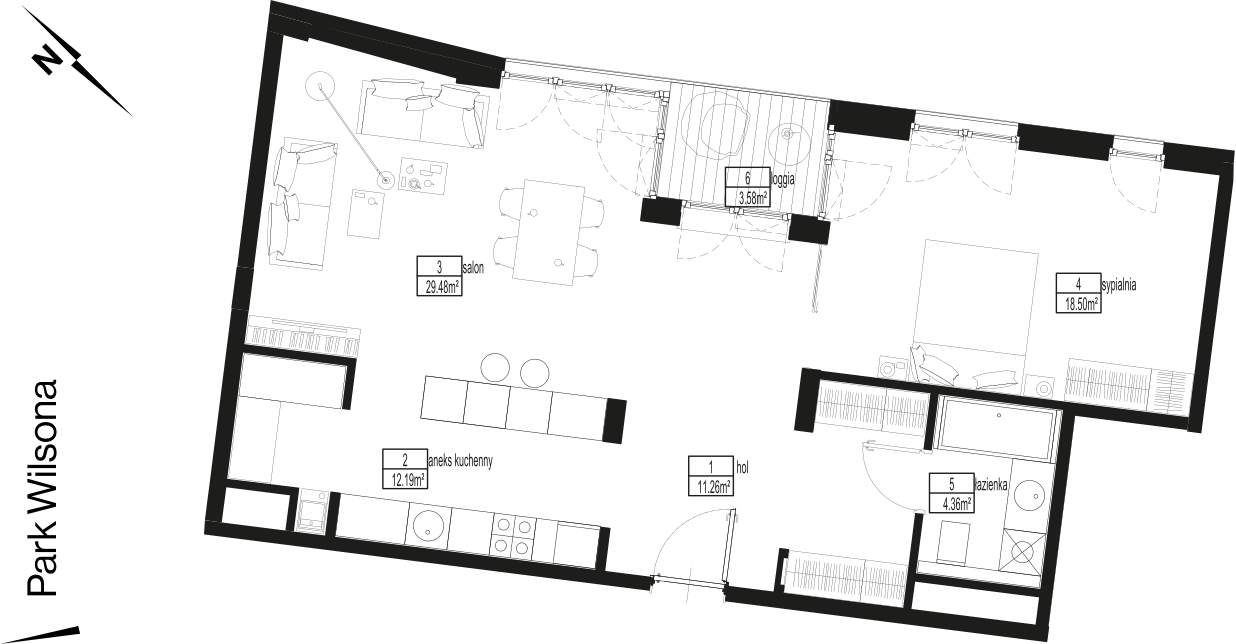 N
6 loggia
3.58m²
3 salon
29.48m²
4 sypialnia
18.50m²
2 aneks kuchenny
12.19m²
1 hol
11.26m²
5 łazienka
4.36m²
Park Wilsona